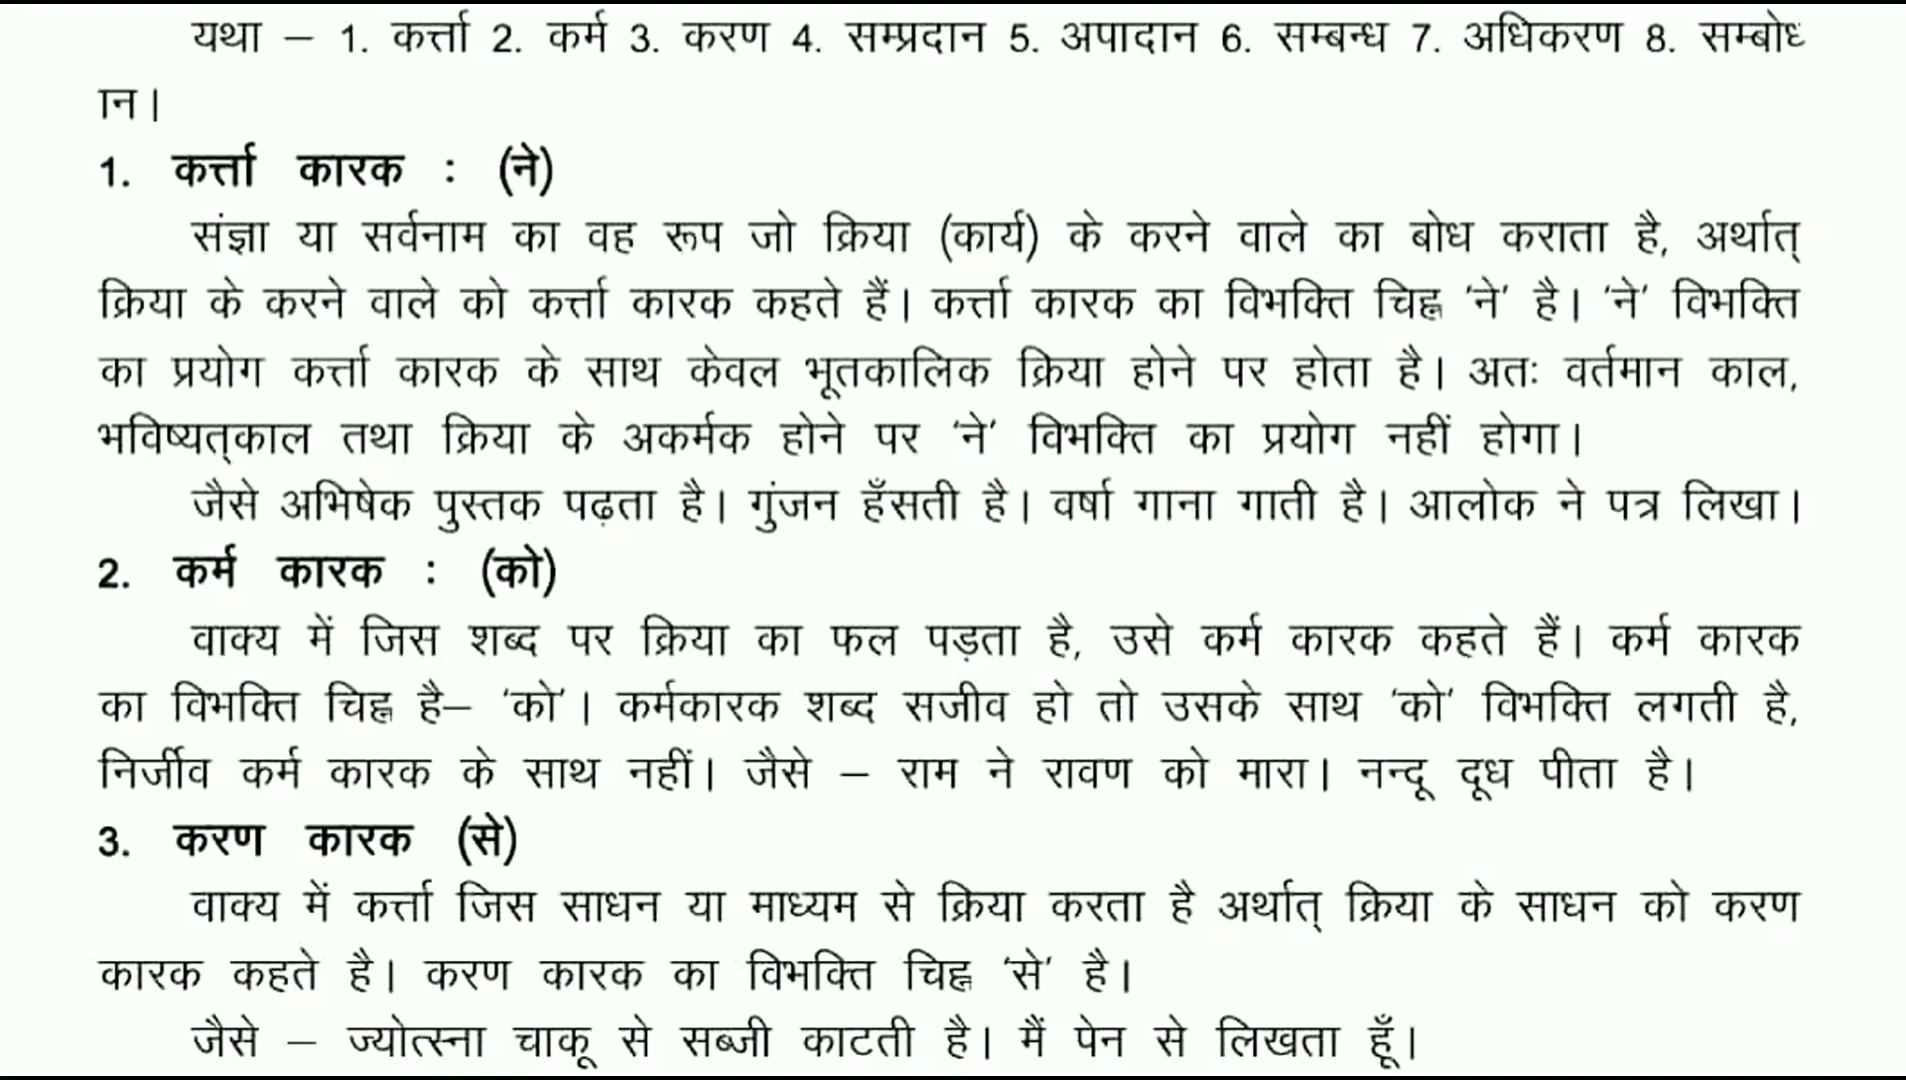 यथा – 1. कर्त्ता 2. कर्म 3. करण 4. सम्प्रदान 5. अपादान 6. सम्बन्ध 7. अधिकरण 8. सम्बोध
ान।
1. कर्त्ता कारक : (ने)
संज्ञा या सर्वनाम का वह रूप जो क्रिया (कार्य) के करने वाले का बोध कराता है, अर्थात्
क्रिया के करने वाले को कर्त्ता कारक कहते हैं। कर्त्ता कारक का विभक्ति चिह्न 'ने' है। 'ने' विभक्ति
का प्रयोग कर्त्ता कारक के साथ केवल भूतकालिक क्रिया होने पर होता है। अतः वर्तमान काल,
भविष्यत्काल तथा क्रिया के अकर्मक होने पर 'ने' विभक्ति का प्रयोग नहीं होगा।
जैसे अभिषेक पुस्तक पढ़ता है। गुंजन हँसती है। वर्षा गाना गाती है। आलोक ने पत्र लिखा।
2. कर्म कारक : (को)
वाक्य में जिस शब्द पर क्रिया का फल पड़ता है, उसे कर्म कारक कहते हैं। कर्म कारक
का विभक्ति चिह्न है– 'को'। कर्मकारक शब्द सजीव हो तो उसके साथ 'को' विभक्ति लगती है,
निर्जीव कर्म कारक के साथ नहीं। जैसे – राम ने रावण को मारा। नन्दू दूध पीता है।
3. करण कारक (से)
वाक्य में कर्त्ता जिस साधन या माध्यम से क्रिया करता है अर्थात् क्रिया के साधन को करण
कारक कहते है। करण कारक का विभक्ति चिह्न 'से' है।
जैसे – ज्योत्स्ना चाकू से सब्जी काटती है। मैं पेन से लिखता हूँ।